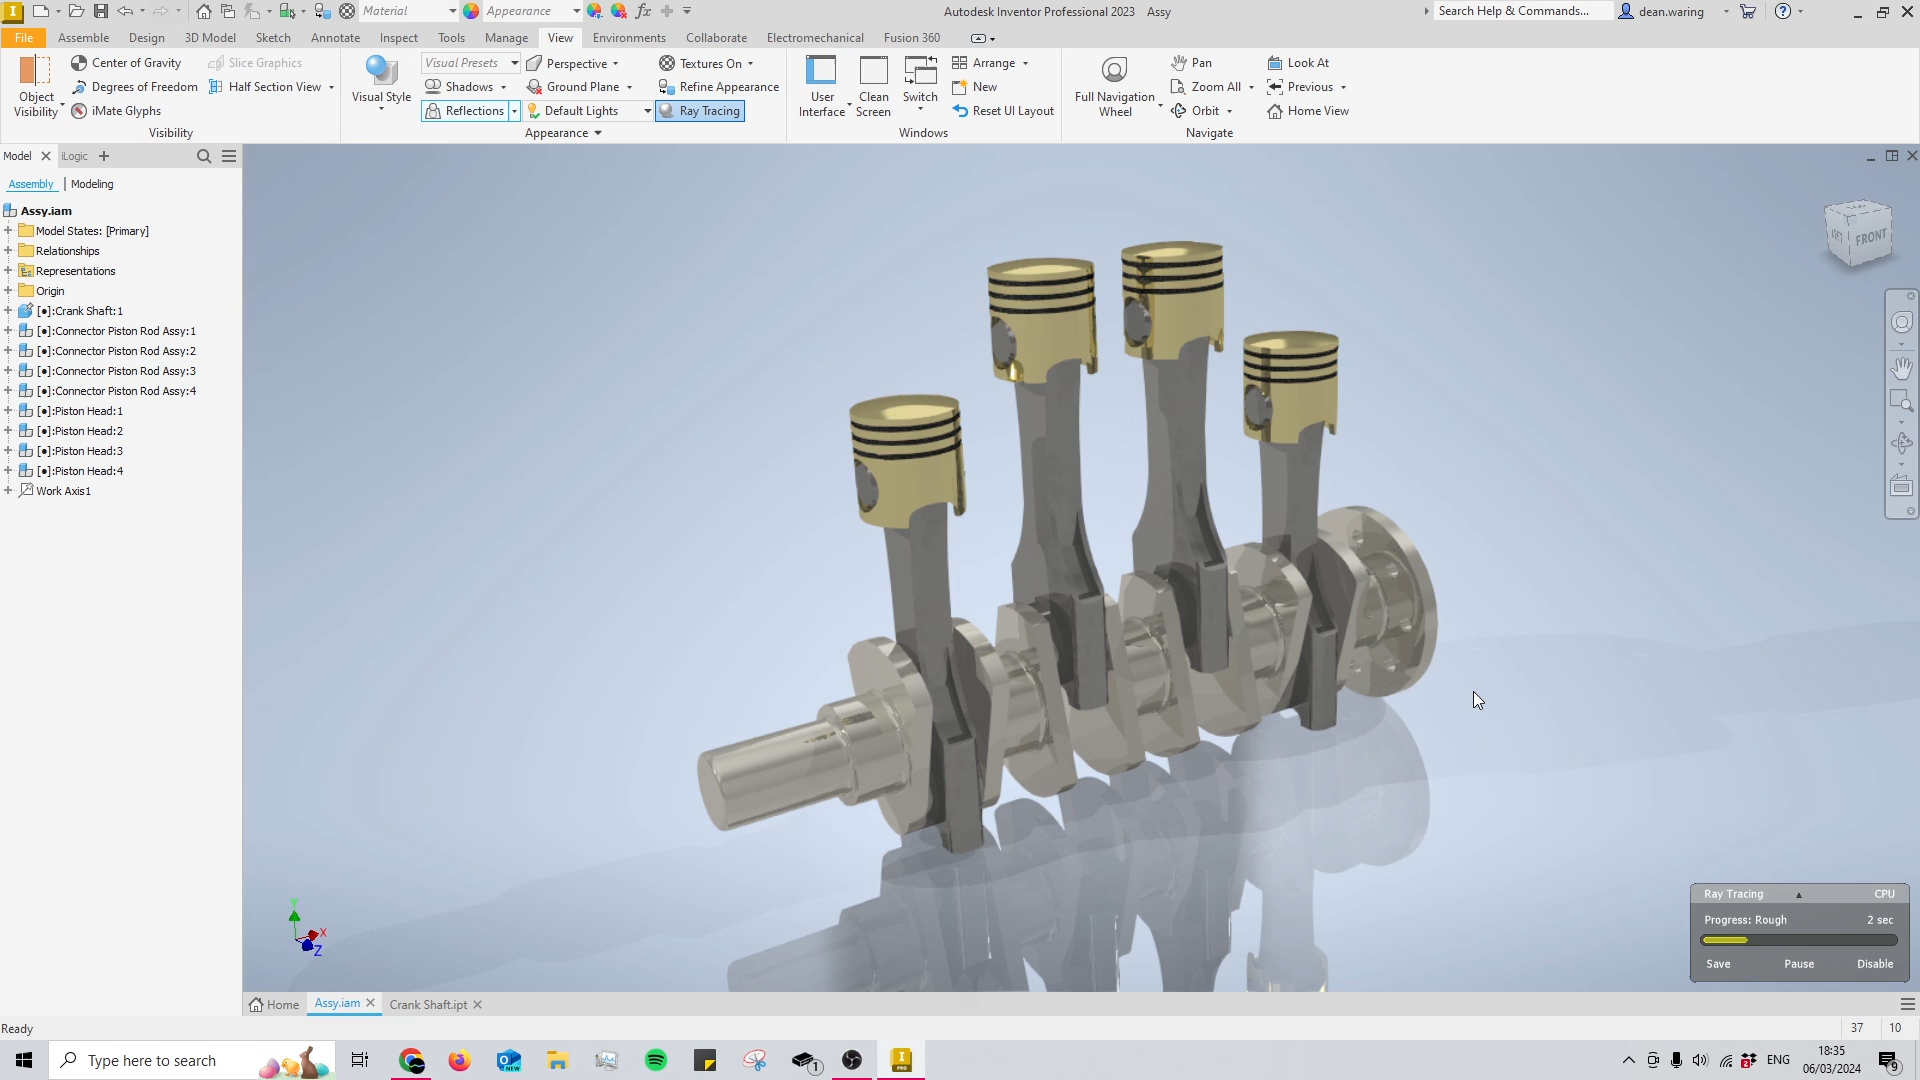 Material
Appearance
Autodesk Inventor Professional 2023 Assy
Search Help & Commands...
dean.waring
File
Assemble
Design
3D Model
Sketch
Annotate
Inspect
Tools
Manage
View
Environments
Collaborate
Electromechanical
Fusion 360
Object
Visibility
Center of Gravity
Degrees of Freedom
iMate Glyphs
Slice Graphics
Half Section View
Visibility
Visual Style
Visual Presets
Shadows
Reflections
Perspective
Ground Plane
Default Lights
Textures On
Refine Appearance
Ray Tracing
Appearance
User
Interface
Clean
Screen
Switch
Arrange
New
Reset UI Layout
Windows
Full Navigation
Wheel
Pan
Zoom All
Orbit
Look At
Previous
Home View
Navigate
Model
iLogic
Assembly | Modeling
Assy.iam
Model States: [Primary]
Relationships
Representations
Origin
[●]:Crank Shaft:1
[●]:Connector Piston Rod Assy:1
[●]:Connector Piston Rod Assy:2
[●]:Connector Piston Rod Assy:3
[●]:Connector Piston Rod Assy:4
[●]:Piston Head:1
[●]:Piston Head:2
[●]:Piston Head:3
[●]:Piston Head:4
Work Axis1
FRONT
Y
X
Z
Ray Tracing
CPU
Progress: Rough
2 sec
Save
Pause
Disable
Home
Assy.iam
Crank Shaft.ipt
Ready
37
10
Type here to search
NEW
1
PRO
2
ENG
18:35
06/03/2024
9